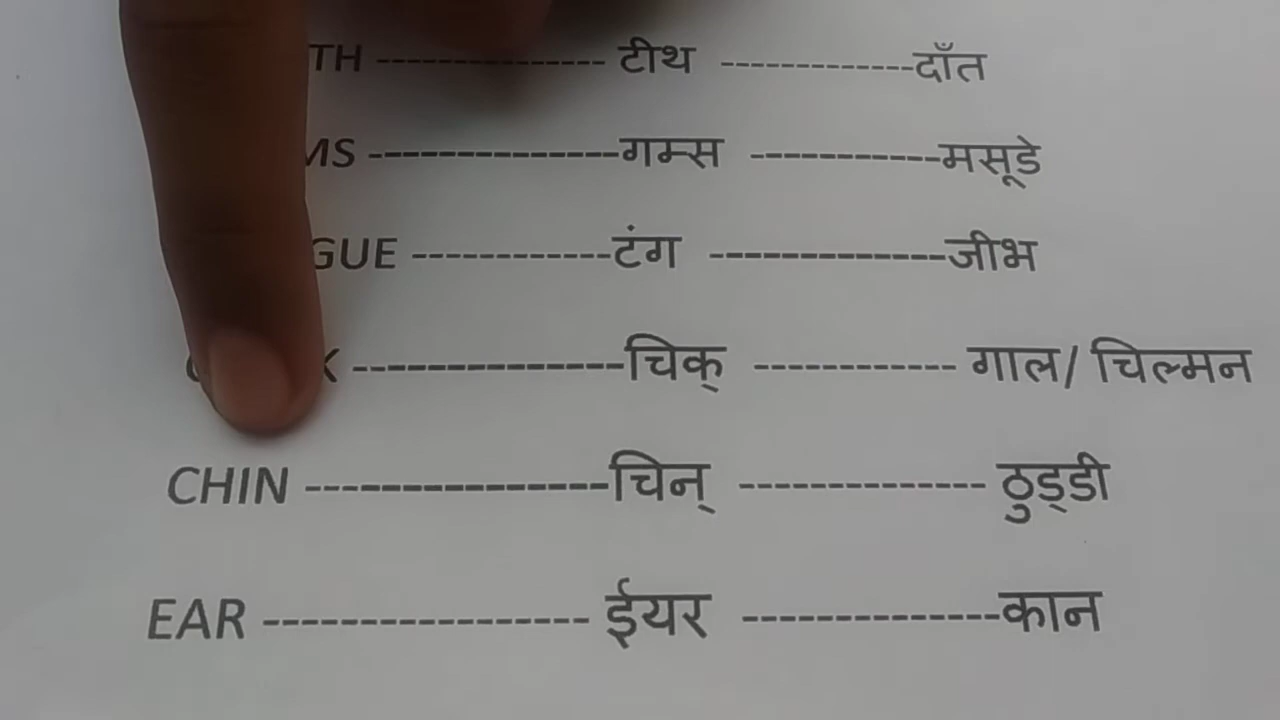 TH --------------- टीथ -------------दाँत
MS -----------------गम्स ------------मसूडे
GUE -------------टंग ----------------जीभ
K ------------------चिक् ------------- गाल/ चिल्मन
CHIN --------------------चिन् --------------- ठुड्डी
EAR ------------------ ईयर ---------------कान